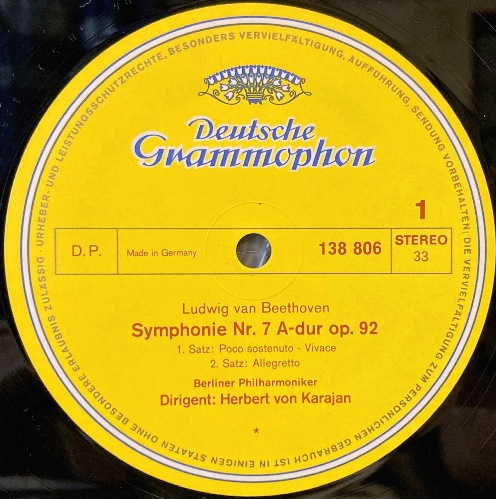 Deutsche
Grammophon
1
D. P.
Made in Germany
138 806
STEREO
33
Ludwig van Beethoven
Symphonie Nr. 7 A-dur op. 92
1. Satz: Poco sostenuto - Vivace
2. Satz: Allegretto
Berliner Philharmoniker
Dirigent: Herbert von Karajan
*
URHEBER- UND LEISTUNGSSCHUTZRECHTE, BESONDERS VERVIELFÄLTIGUNG, AUFFÜHRUNG, SENDUNG VORBEHALTEN; DIE VERVIELFÄLTIGUNG ZUM PERSÖNLICHEN GEBRAUCH IST IN EINIGEN STAATEN OHNE BESONDERE ERLAUBNIS ZULÄSSIG ·